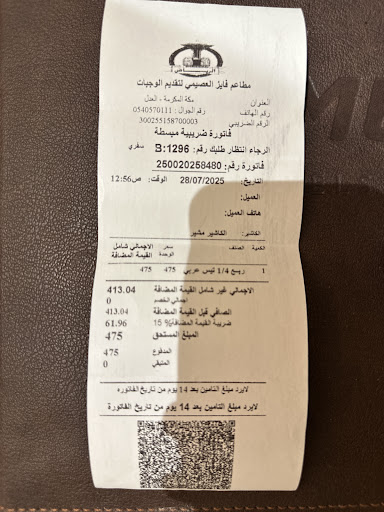 مطاعم فايز العصيمي لتقديم الوجبات
العنوان مكة المكرمة - العدل
رقم الهاتف رقم الجوال : 0540570111
الرقم الضريبي 300255158700003
فاتورة ضريبية مبسطة
الرجاء انتظار طلبك رقم: B:1296 سفري
فاتورة رقم: 250020258480
التاريخ: 28/07/2025 الوقت: 12:56ص
العميل:
هاتف العميل:
الكاشير: الكاشير مشير
الكمية الصنف سعر الوحدة الاجمالي شامل القيمة المضافة
1 ربع 1/4 تيس عربي 475 475
الاجمالي غير شامل القيمة المضافة 413.04
اجمالي الخصم 0
الصافي قبل القيمة المضافة 413.04
ضريبة القيمة المضافة% 15 61.96
المبلغ المستحق 475
المدفوع 475
المتبقي 0
لايرد مبلغ التامين بعد 14 يوم من تاريخ الفاتورة
لايرد مبلغ التامين بعد 14 يوم من تاريخ الفاتورة